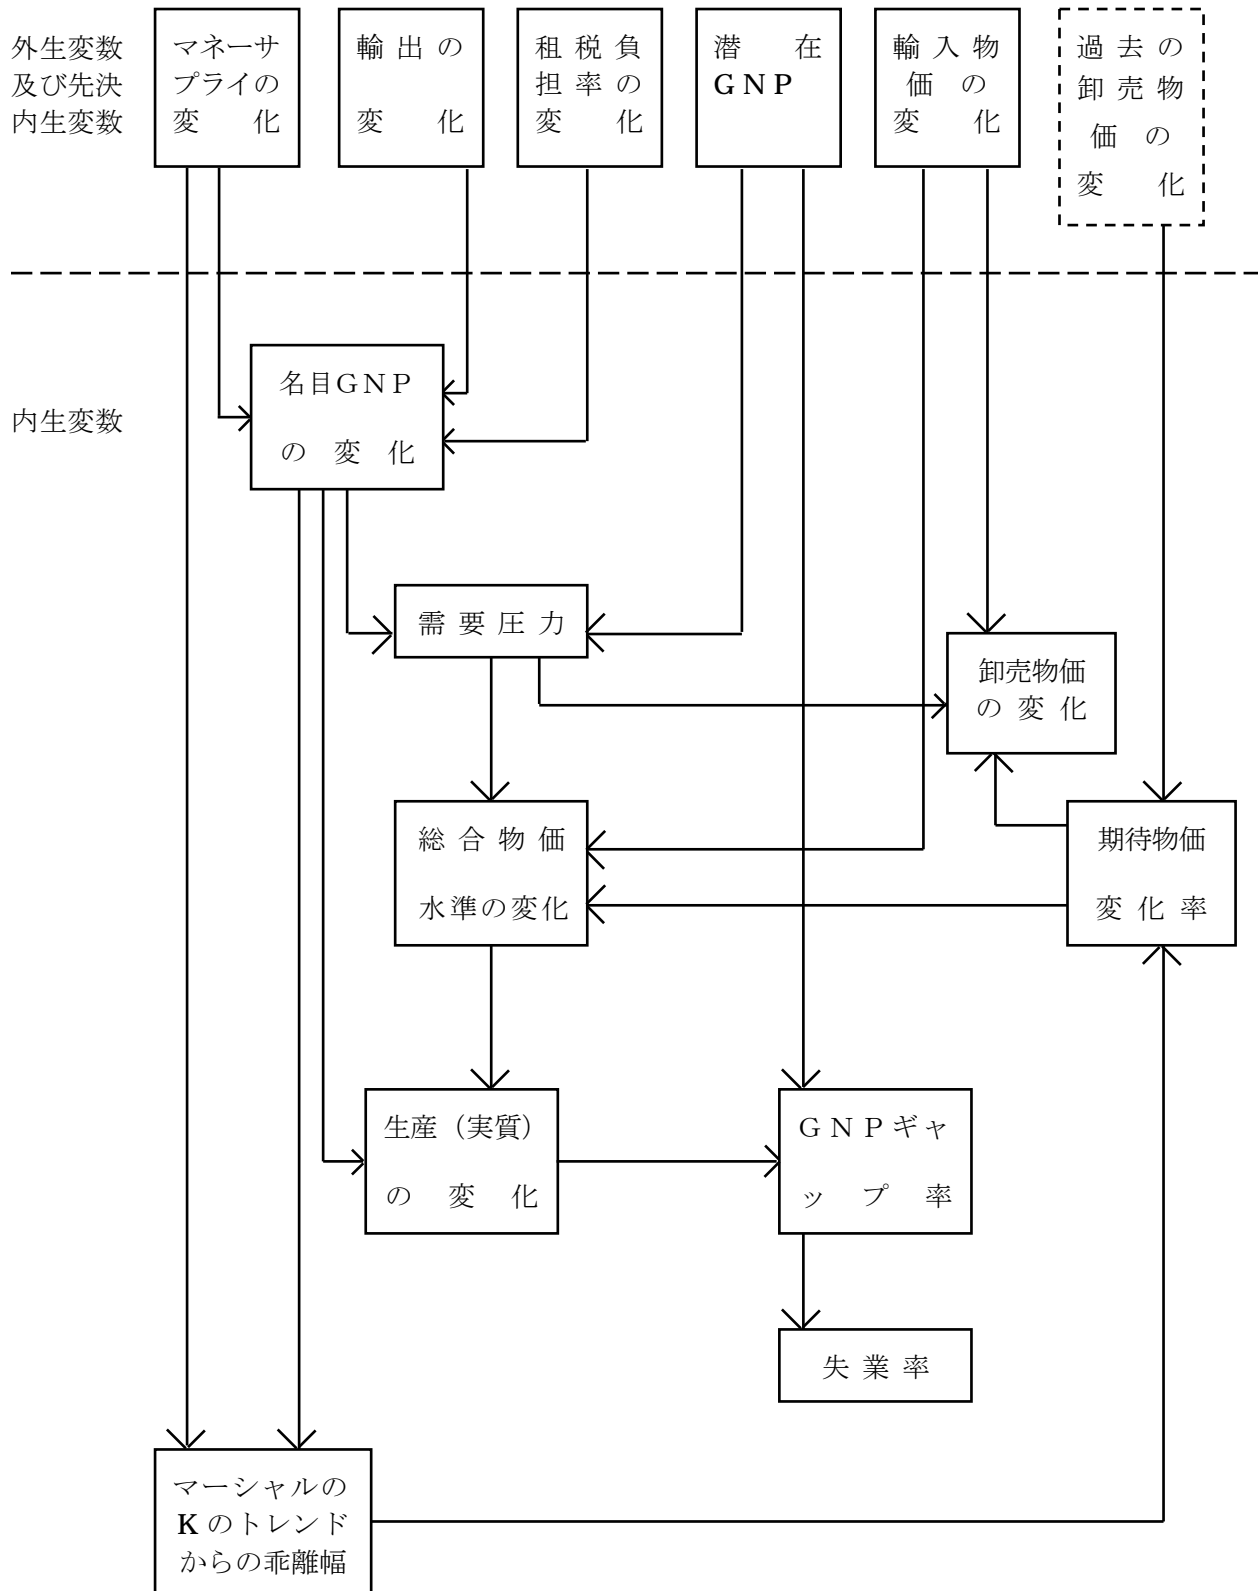 外生変数
及び先決
内生変数
マネーサ
プライの
変化
輸出の
変化
租税負
担率の
変化
潜在
GNP
輸入物
価の
変化
過去の
卸売物
価の
変化
内生変数
名目GNP
の変化
需要圧力
卸売物価
の変化
総合物価
水準の変化
期待物価
変化率
生産（実質）
の変化
GNPギャ
ップ率
失業率
マーシャルの
Kのトレンド
からの乖離幅